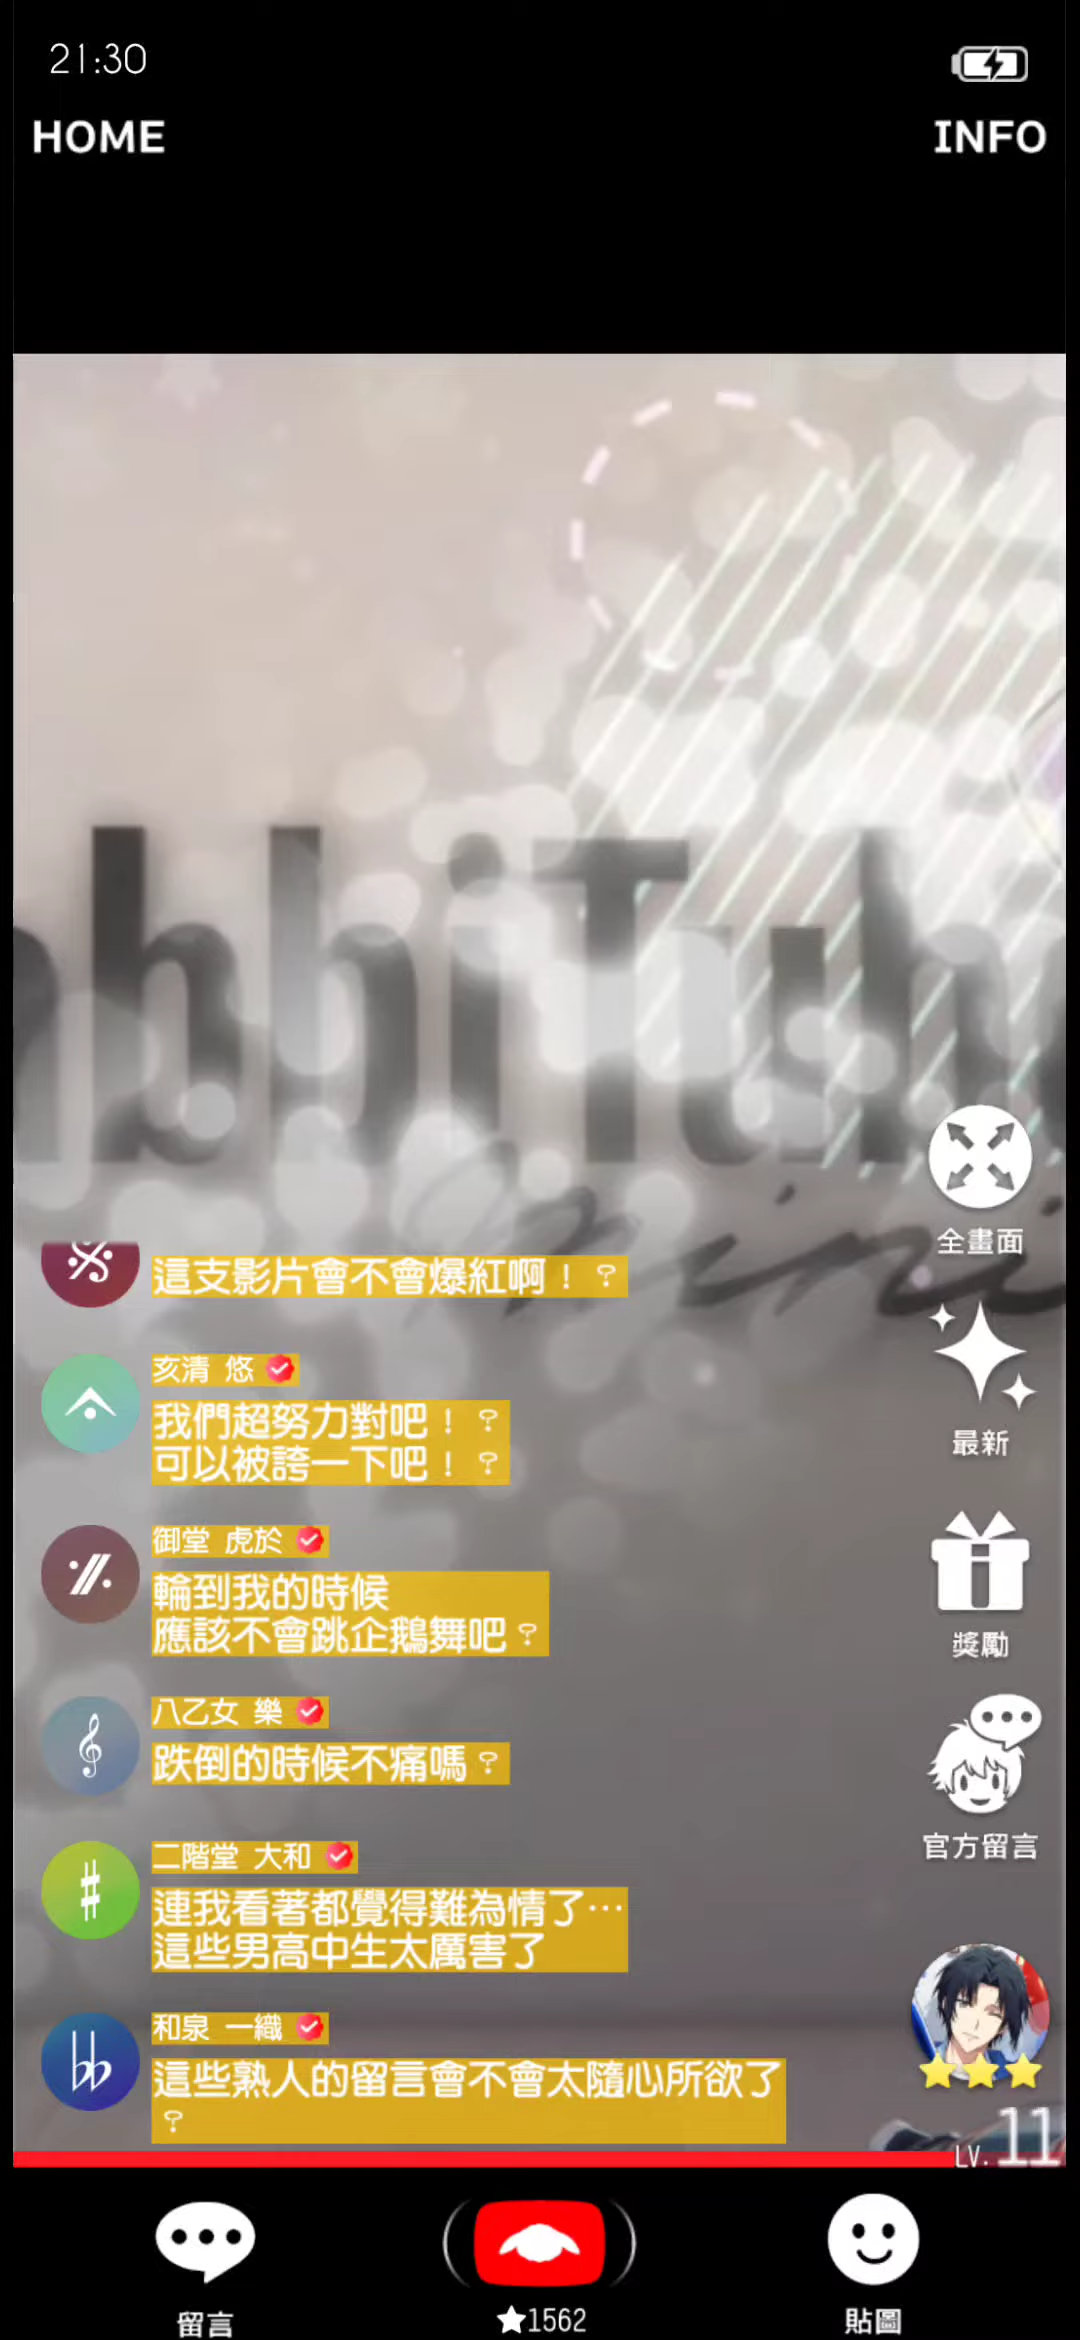 21:30
HOME
INFO
bbiTub
mini
全畫面
這支影片會不會爆紅啊！？
亥清 悠
我們超努力對吧！？
可以被誇一下吧！？
最新
御堂 虎於
輪到我的時候
應該不會跳企鵝舞吧？
獎勵
八乙女 樂
跌倒的時候不痛嗎？
官方留言
二階堂 大和
連我看著都覺得難為情了…
這些男高中生太厲害了
和泉 一織
這些熟人的留言會不會太隨心所欲了
？
LV.11
留言
★1562
貼圖